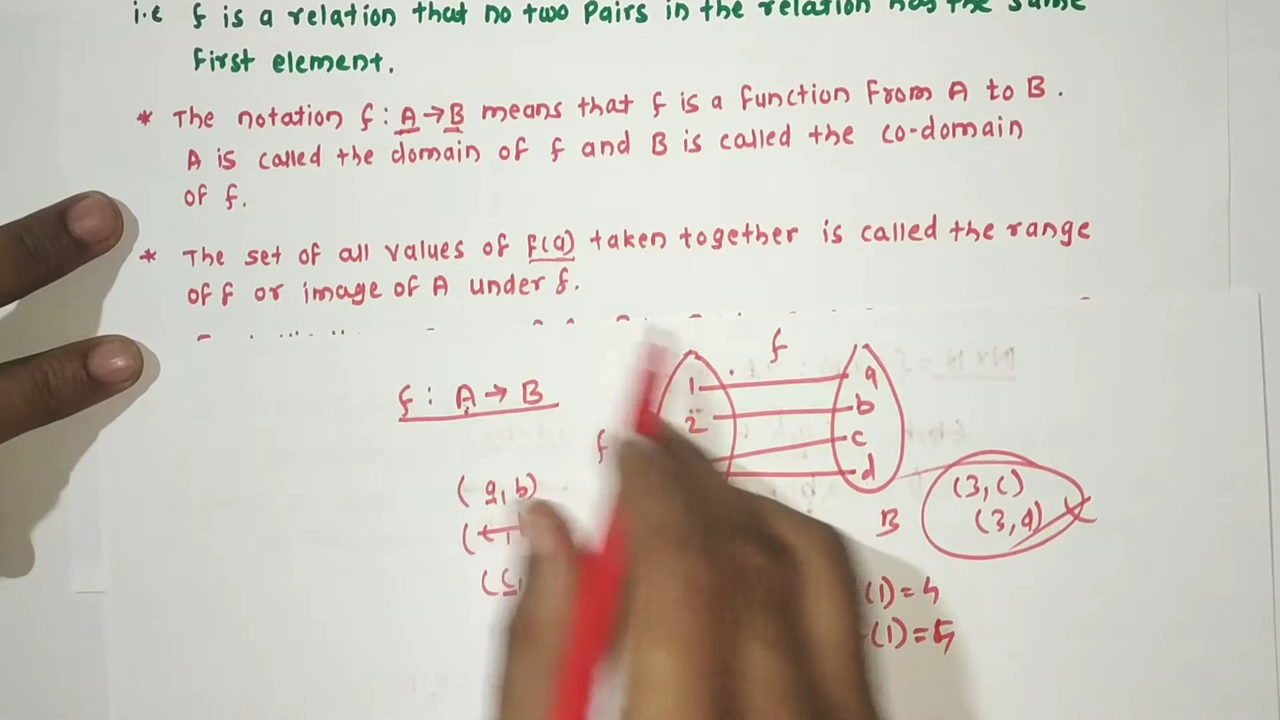 i.e f is a relation that no two pairs in the relation has the same
First element.
* The notation f : A → B means that f is a function From A to B .
A is called the domain of f and B is called the co-domain
of f.
* The set of all values of f(a) taken together is called the range
of f or image of A under f.
f
f : A → B
1 a
2 b
c
d
f
(a, b)
(3, c)
(3, d)
B
(c,
(1) = 4
(1) = 5